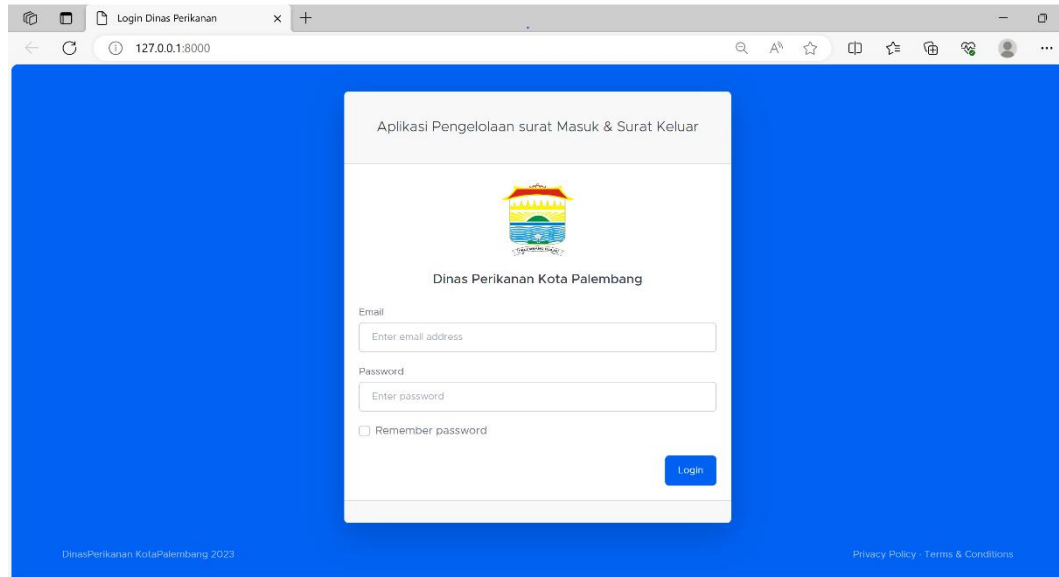 Login Dinas Perikanan
127.0.0.1:8000
Aplikasi Pengelolaan surat Masuk & Surat Keluar
Dinas Perikanan Kota Palembang
Email
Enter email address
Password
Enter password
Remember password
Login
DinasPerikanan KotaPalembang 2023
Privacy Policy · Terms & Conditions